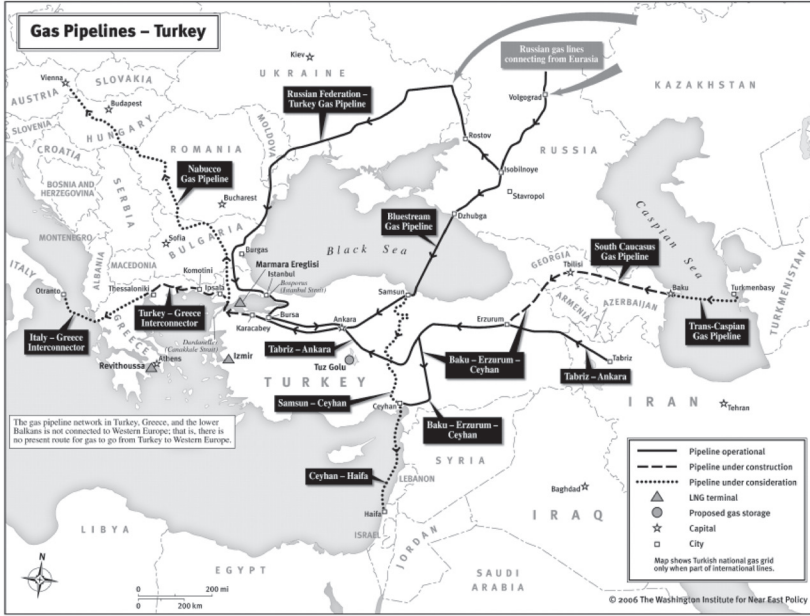 Gas Pipelines – Turkey
Russian gas lines
connecting from Eurasia
Kiev
UKRAINE
KAZAKHSTAN
Vienna
SLOVAKIA
AUSTRIA
Budapest
Russian Federation –
Turkey Gas Pipeline
Volgograd
SLOVENIA
HUNGARY
CROATIA
MOLDOVA
Rostov
RUSSIA
ROMANIA
Isobilnoye
BOSNIA AND
HERZEGOVINA
Nabucco
Gas Pipeline
Stavropol
SERBIA
Bucharest
Bluestream
Gas Pipeline
Dzhubga
Caspian Sea
MONTENEGRO
Sofia
BULGARIA
Burgas
Black Sea
South Caucasus
Gas Pipeline
ITALY
ALBANIA
MACEDONIA
Marmara Ereglisi
GEORGIA
Tbilisi
Komotini
Istanbul
Bosporus
(Istanbul Strait)
Otranto
Thessaloniki
Ipsala
Samsun
Baku
Turkmenbasy
ARMENIA
AZERBAIJAN
TURKMENISTAN
Turkey – Greece
Interconnector
Bursa
Ankara
Erzurum
Trans-Caspian
Gas Pipeline
Italy – Greece
Interconnector
GREECE
Karacabey
Dardanelles
(Canakkale Strait)
Tabriz – Ankara
Baku – Erzurum –
Ceyhan
Tabriz
Athens
Revithoussa
Izmir
Tuz Golu
Tabriz – Ankara
TURKEY
Samsun – Ceyhan
Ceyhan
IRAN
Tehran
The gas pipeline network in Turkey, Greece, and the lower
Balkans is not connected to Western Europe; that is, there is
no present route for gas to go from Turkey to Western Europe.
Baku – Erzurum –
Ceyhan
SYRIA
Ceyhan – Haifa
LEBANON
Baghdad
Haifa
IRAQ
ISRAEL
LIBYA
JORDAN
EGYPT
SAUDI
ARABIA
N
0 200 mi
0 200 km
Pipeline operational
Pipeline under construction
Pipeline under consideration
LNG terminal
Proposed gas storage
Capital
City
Map shows Turkish national gas grid
only when part of international lines.
© 2006 The Washington Institute for Near East Policy